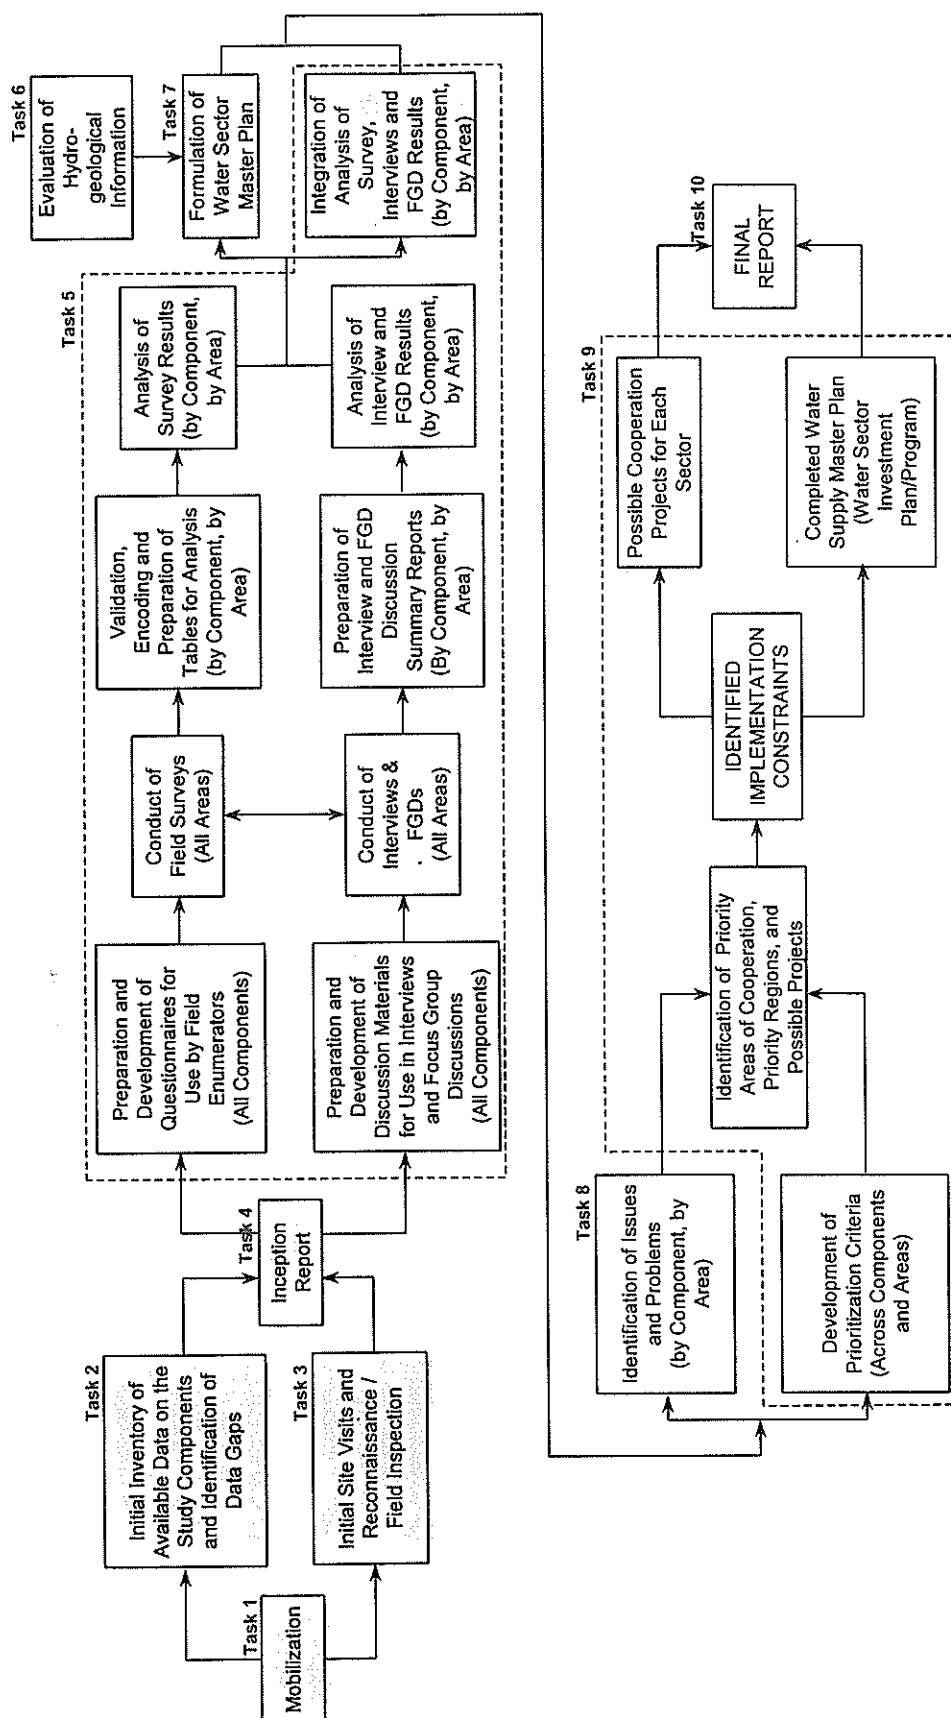 Task 1
Mobilization
Task 2
Initial Inventory of
Available Data on the
Study Components
and Identification of
Data Gaps
Task 3
Initial Site Visits and
Reconnaissance /
Field Inspection
Task 4
Inception
Report
Task 5
Preparation and
Development of
Questionnaires for
Use by Field
Enumerators
(All Components)
Preparation and
Development of
Discussion Materials
for Use in Interviews
and Focus Group
Discussions
(All Components)
Conduct of
Field Surveys
(All Areas)
Conduct of
Interviews &
FGDs
(All Areas)
Validation,
Encoding and
Preparation of
Tables for Analysis
(by Component, by
Area)
Preparation of
Interview and FGD
Discussion
Summary Reports
(By Component, by
Area)
Analysis of
Survey Results
(by Component,
by Area)
Analysis of
Interview and
FGD Results
(by Component,
by Area)
Task 6
Evaluation of
Hydro-
geological
Information
Task 7
Formulation of
Water Sector
Master Plan
Integration of
Analysis of
Survey,
Interviews and
FGD Results
(by Component,
by Area)
Task 8
Identification of Issues
and Problems
(by Component, by
Area)
Development of
Prioritization Criteria
(Across Components
and Areas)
Task 9
Identification of Priority
Areas of Cooperation,
Priority Regions, and
Possible Projects
IDENTIFIED
IMPLEMENTATION
CONSTRAINTS
Possible Cooperation
Projects for Each
Sector
Completed Water
Supply Master Plan
(Water Sector
Investment
Plan/Program)
Task 10
FINAL
REPORT